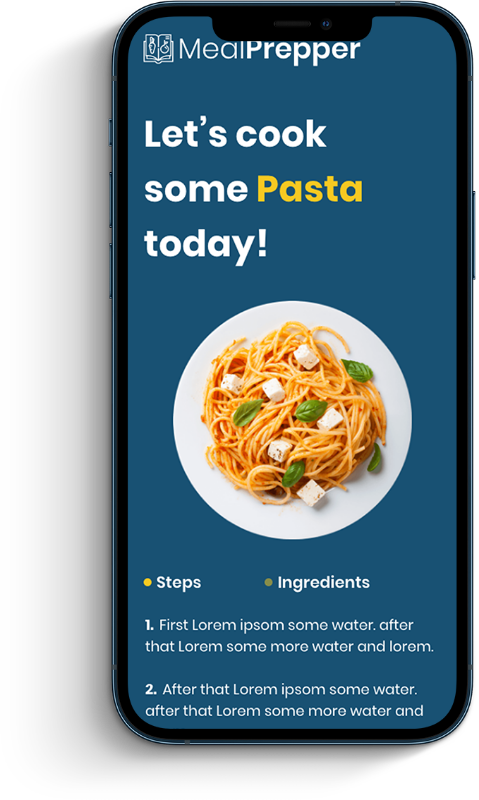 MealPrepper
Let's cook
some Pasta
today!
Steps
Ingredients
1. First Lorem ipsom some water. after
that Lorem some more water and lorem.
2. After that Lorem ipsom some water.
after that Lorem some more water and